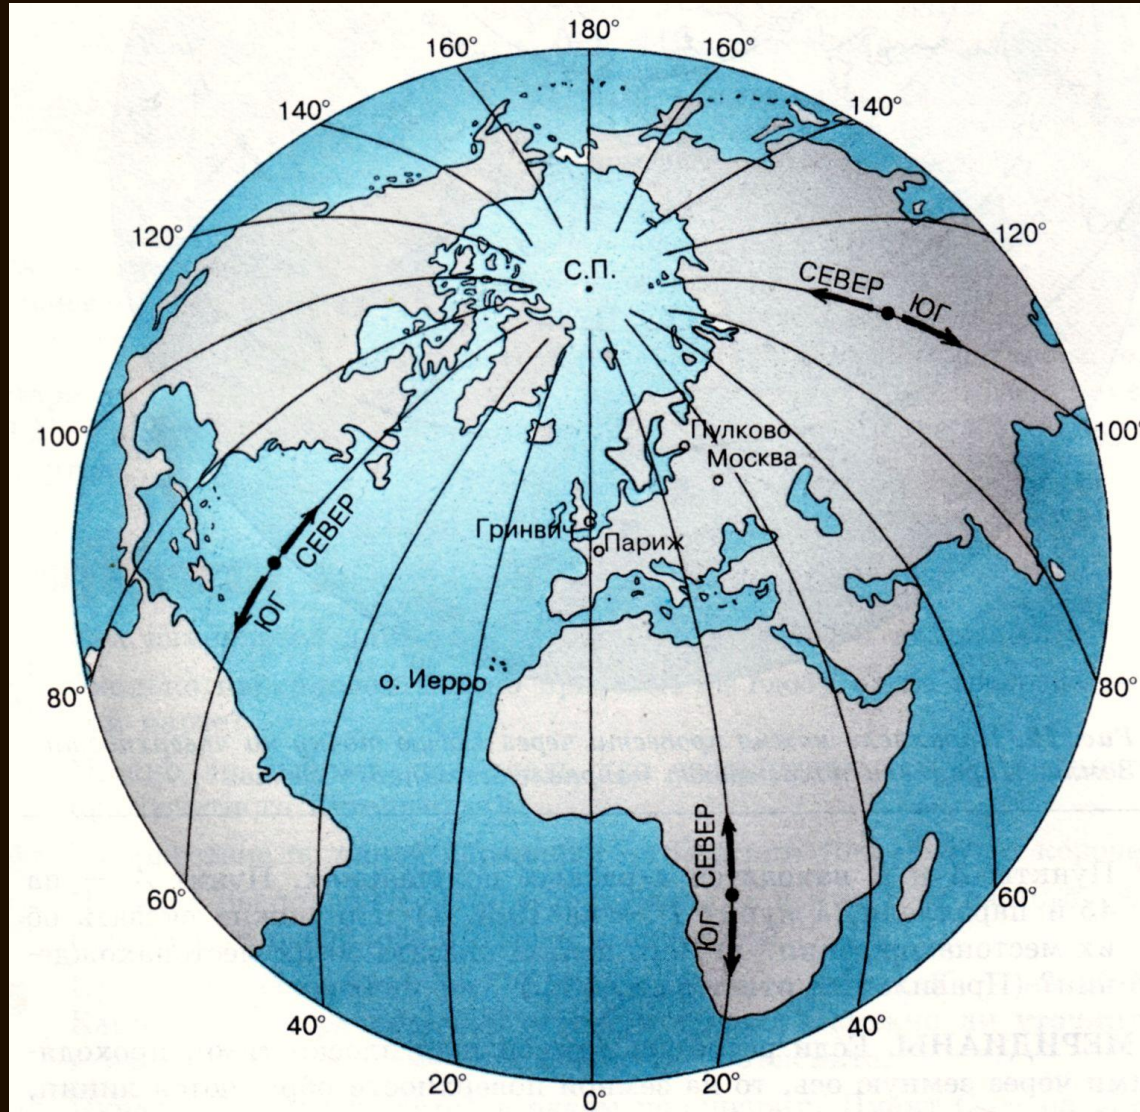 180°
160°
160°
140°
140°
120°
120°
С.П.
СЕВЕР
ЮГ
100°
100°
Пулково
Москва
СЕВЕР
ЮГ
Гринвич
Париж
о. Иерро
80°
80°
СЕВЕР
ЮГ
60°
60°
40°
40°
20°
20°
0°